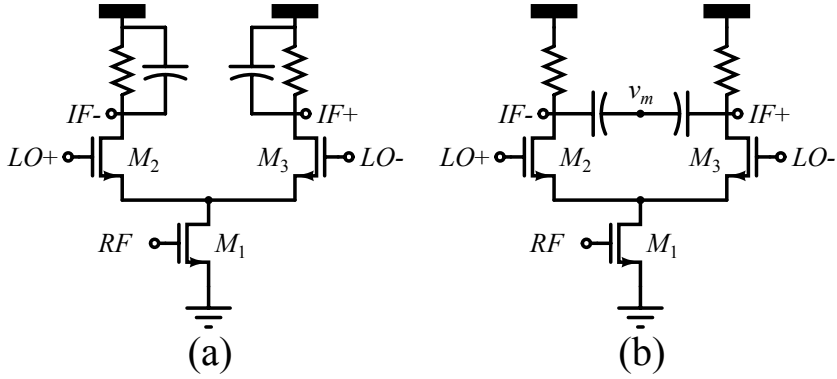 IF-
IF+
LO+
M2
M3
LO-
RF
M1
(a)
vm
IF-
IF+
LO+
M2
M3
LO-
RF
M1
(b)